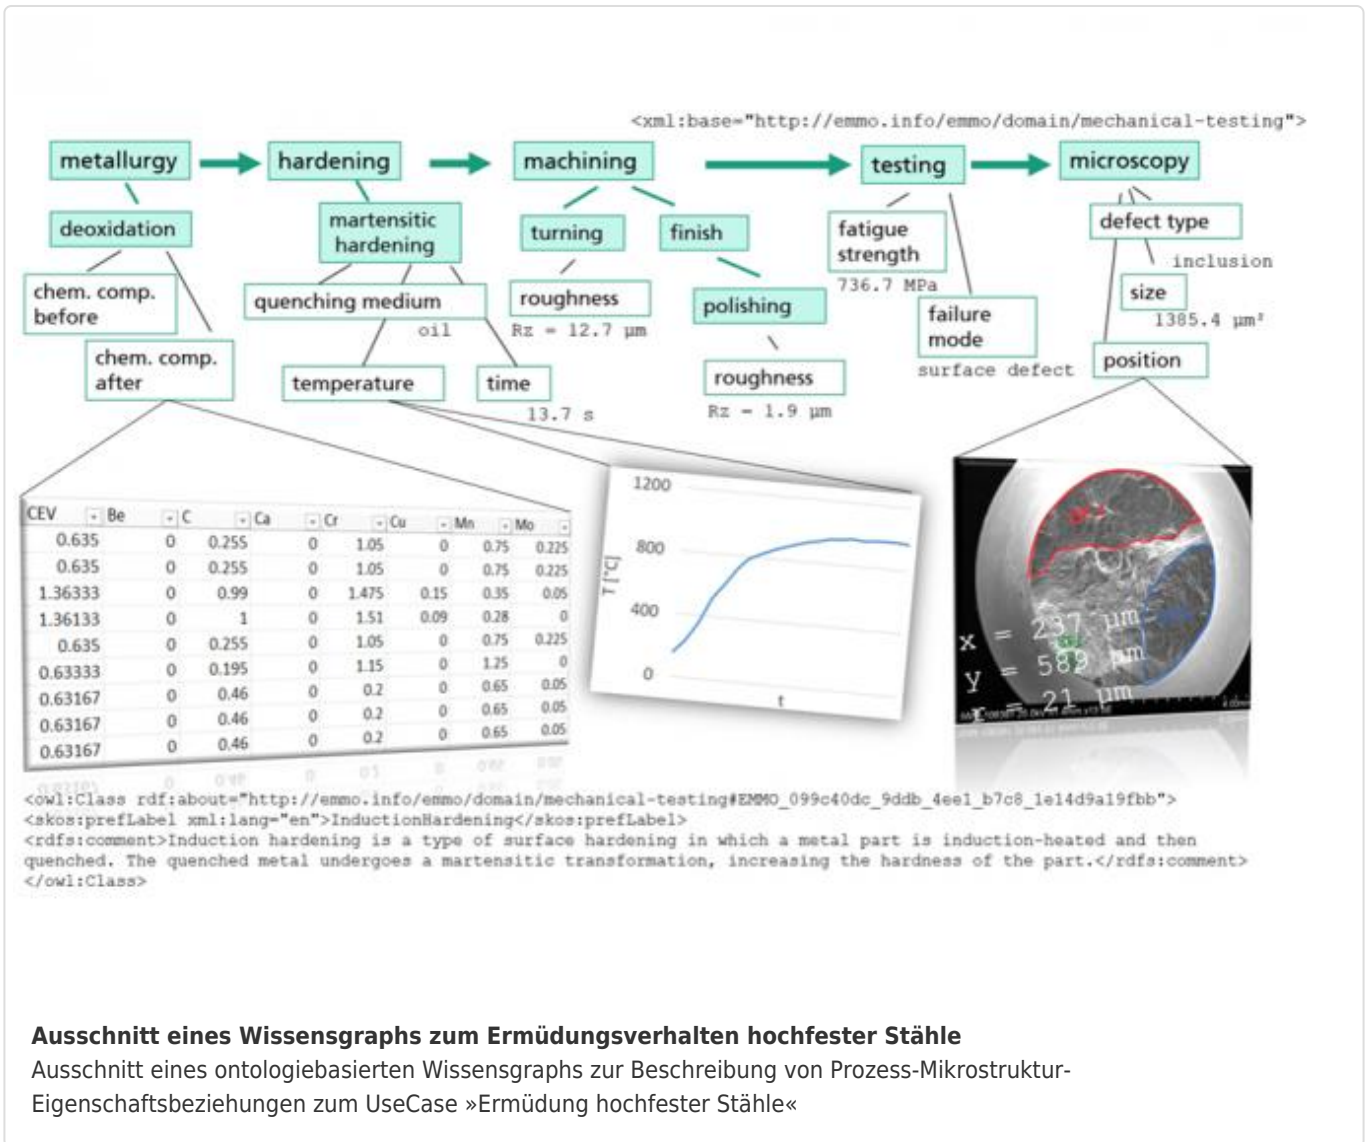 <xml:base="http://emmo.info/emmo/domain/mechanical-testing">
metallurgy
hardening
machining
testing
microscopy
deoxidation
martensitic
hardening
turning
finish
fatigue
strength
736.7 MPa
defect type
inclusion
chem. comp.
before
quenching medium
oil
roughness
Rz = 12.7 µm
polishing
failure
mode
surface defect
size
1385.4 µm²
chem. comp.
after
temperature
time
13.7 s
roughness
Rz = 1.9 µm
position
CEV Be C Ca Cr Cu Mn Mo
0.635 0 0.255 0 1.05 0 0.75 0.225
0.635 0 0.255 0 1.05 0 0.75 0.225
1.36333 0 0.99 0 1.475 0.15 0.35 0.05
1.36133 0 1 0 1.51 0.09 0.28 0
0.635 0 0.255 0 1.05 0 0.75 0.225
0.63333 0 0.195 0 1.15 0 1.25 0
0.63167 0 0.46 0 0.2 0 0.65 0.05
0.63167 0 0.46 0 0.2 0 0.65 0.05
0.63167 0 0.46 0 0.2 0 0.65 0.05
1200
800
400
0
T [°C]
t
x = 237 µm
y = 589 µm
r = 21 µm
<owl:Class rdf:about="http://emmo.info/emmo/domain/mechanical-testing#EMMO_099c40dc_9ddb_4ee1_b7c8_1e14d9a19fbb">
<skos:prefLabel xml:lang="en">InductionHardening</skos:prefLabel>
<rdfs:comment>Induction hardening is a type of surface hardening in which a metal part is induction-heated and then
quenched. The quenched metal undergoes a martensitic transformation, increasing the hardness of the part.</rdfs:comment>
</owl:Class>
Ausschnitt eines Wissensgraphs zum Ermüdungsverhalten hochfester Stähle
Ausschnitt eines ontologiebasierten Wissensgraphs zur Beschreibung von Prozess-Mikrostruktur-
Eigenschaftsbeziehungen zum UseCase »Ermüdung hochfester Stähle«